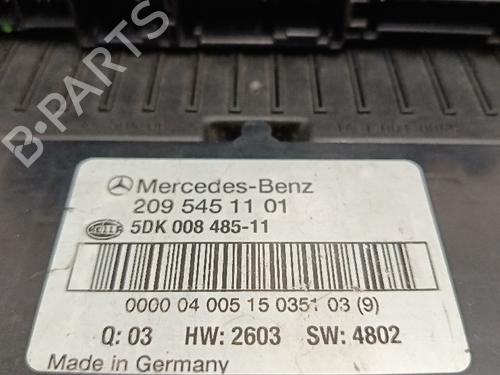 B-PARTS
Mercedes-Benz
209 545 11 01
HELLA 5DK 008 485-11
0000 04 005 15 0351 03 (9)
Q: 03 HW: 2603 SW: 4802
Made in Germany